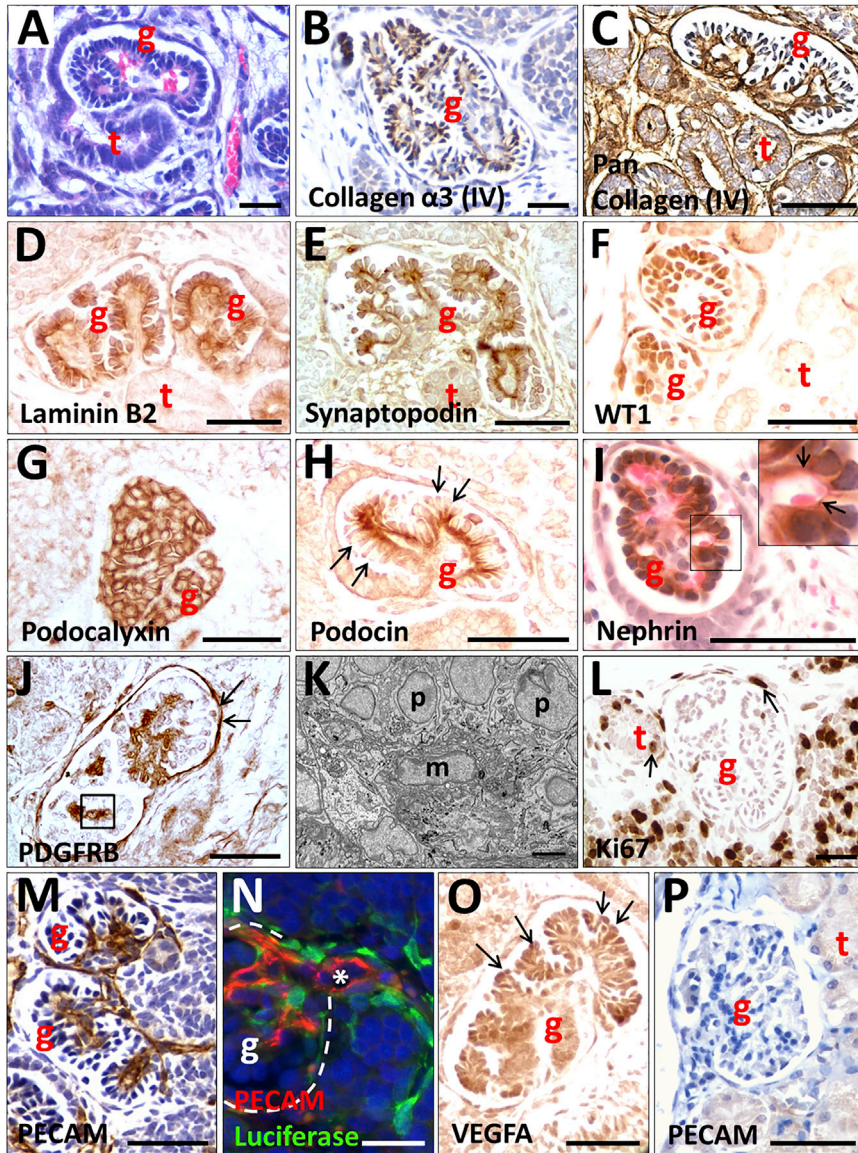 A
g
t
B
g
Collagen α3 (IV)
C
g
t
Pan
Collagen (IV)
D
g
g
t
Laminin B2
E
g
t
Synaptopodin
F
g
g
t
WT1
G
g
Podocalyxin
H
g
Podocin
I
g
Nephrin
J
PDGFRB
K
p
p
m
L
t
g
Ki67
M
g
g
PECAM
N
*
g
PECAM
Luciferase
O
g
VEGFA
P
t
g
PECAM